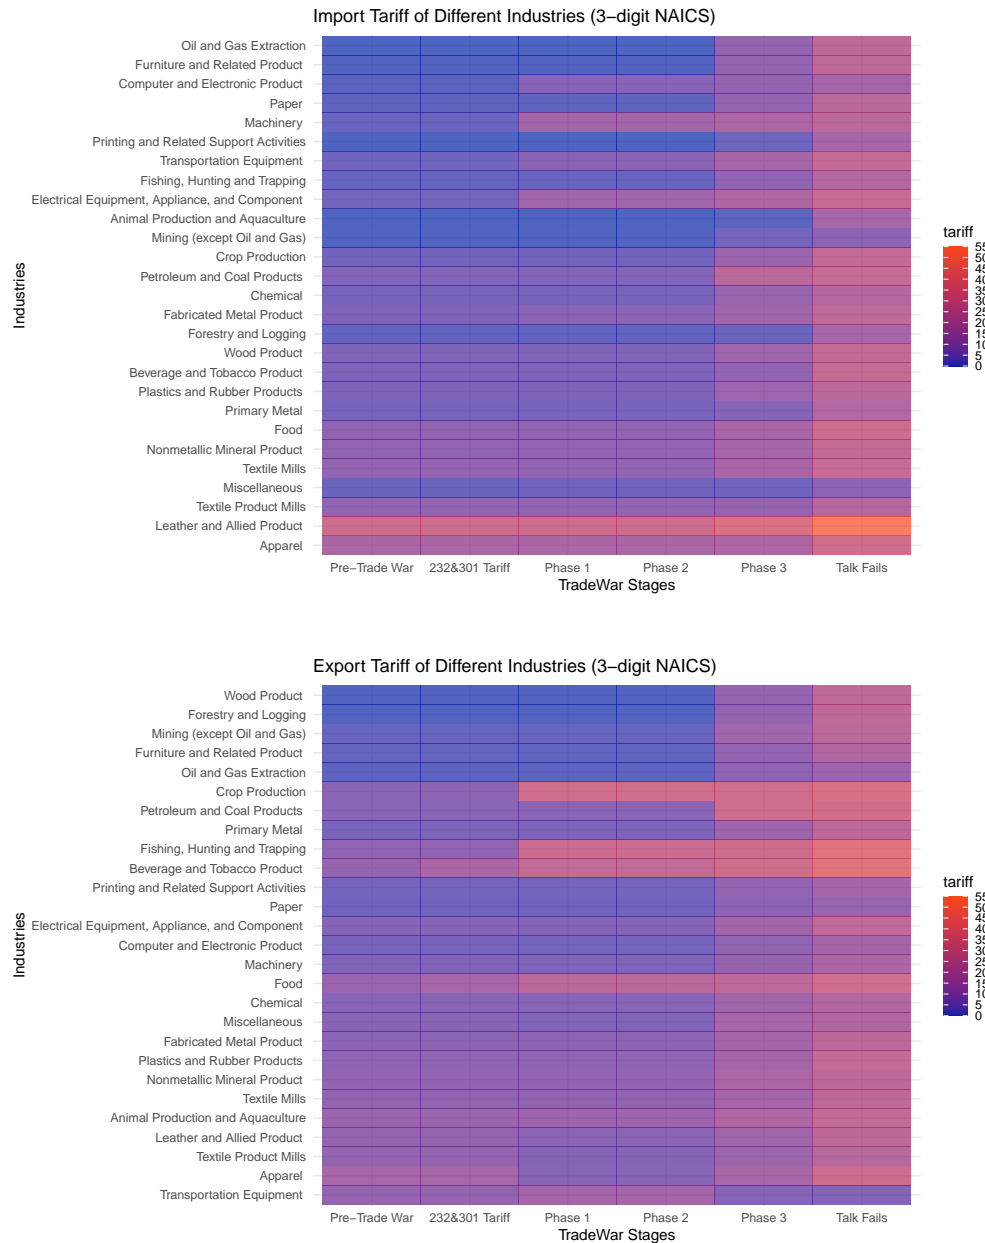 Import Tariff of Different Industries (3−digit NAICS)
Oil and Gas Extraction
Furniture and Related Product
Computer and Electronic Product
Paper
Machinery
Printing and Related Support Activities
Transportation Equipment
Fishing, Hunting and Trapping
Electrical Equipment, Appliance, and Component
Animal Production and Aquaculture
Mining (except Oil and Gas)
Crop Production
Petroleum and Coal Products
Chemical
Fabricated Metal Product
Forestry and Logging
Wood Product
Beverage and Tobacco Product
Plastics and Rubber Products
Primary Metal
Food
Nonmetallic Mineral Product
Textile Mills
Miscellaneous
Textile Product Mills
Leather and Allied Product
Apparel
Industries
Pre−Trade War 232&301 Tariff Phase 1 Phase 2 Phase 3 Talk Fails
TradeWar Stages
tariff
55
50
45
40
35
30
25
20
15
10
5
0
Export Tariff of Different Industries (3−digit NAICS)
Wood Product
Forestry and Logging
Mining (except Oil and Gas)
Furniture and Related Product
Oil and Gas Extraction
Crop Production
Petroleum and Coal Products
Primary Metal
Fishing, Hunting and Trapping
Beverage and Tobacco Product
Printing and Related Support Activities
Paper
Electrical Equipment, Appliance, and Component
Computer and Electronic Product
Machinery
Food
Chemical
Miscellaneous
Fabricated Metal Product
Plastics and Rubber Products
Nonmetallic Mineral Product
Textile Mills
Animal Production and Aquaculture
Leather and Allied Product
Textile Product Mills
Apparel
Transportation Equipment
Industries
Pre−Trade War 232&301 Tariff Phase 1 Phase 2 Phase 3 Talk Fails
TradeWar Stages
tariff
55
50
45
40
35
30
25
20
15
10
5
0